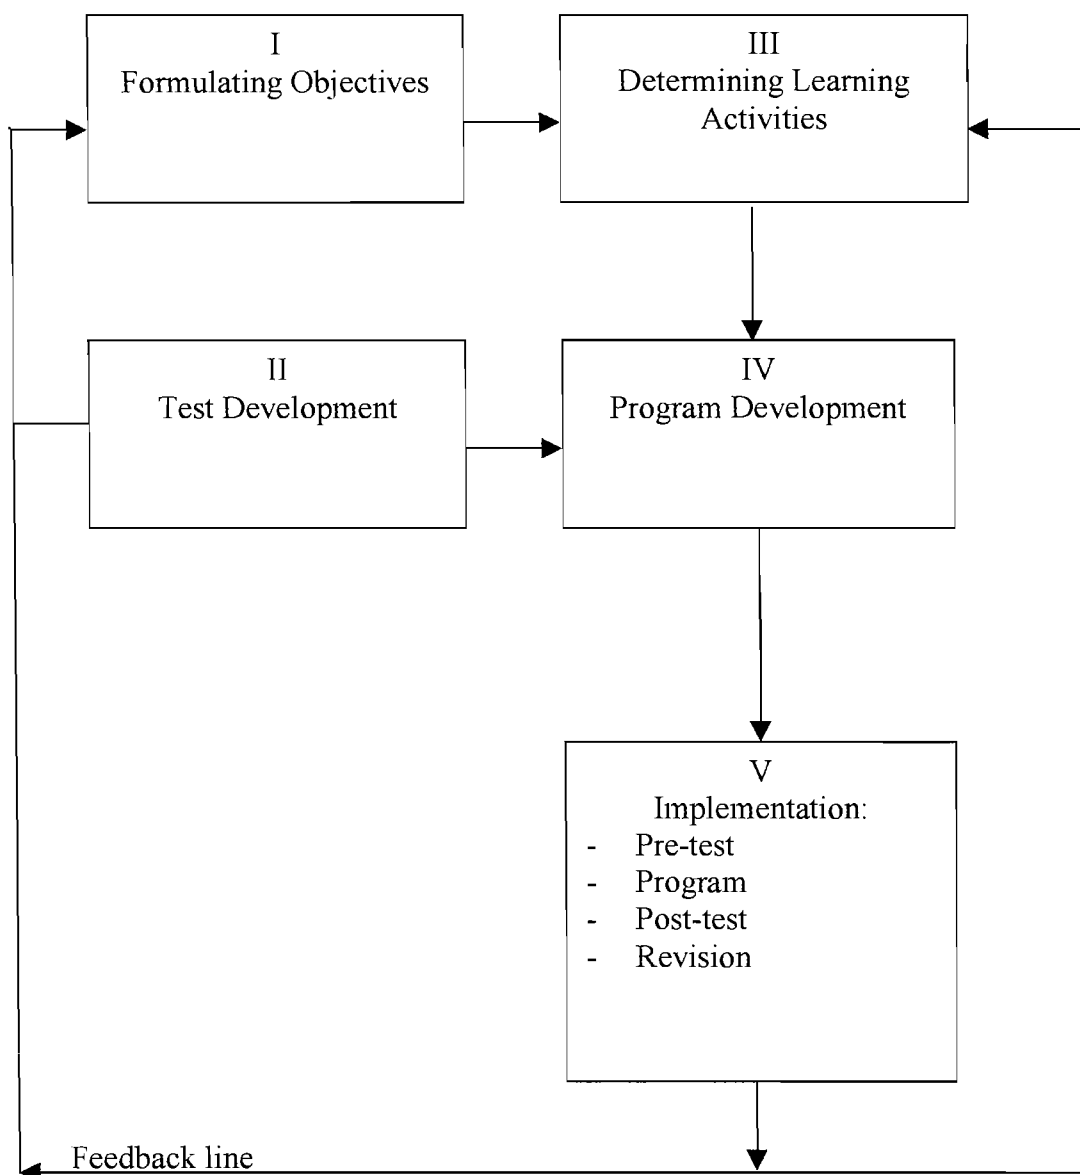 I
Formulating Objectives
III
Determining Learning
Activities
II
Test Development
IV
Program Development
V
Implementation:
- Pre-test
- Program
- Post-test
- Revision
Feedback line